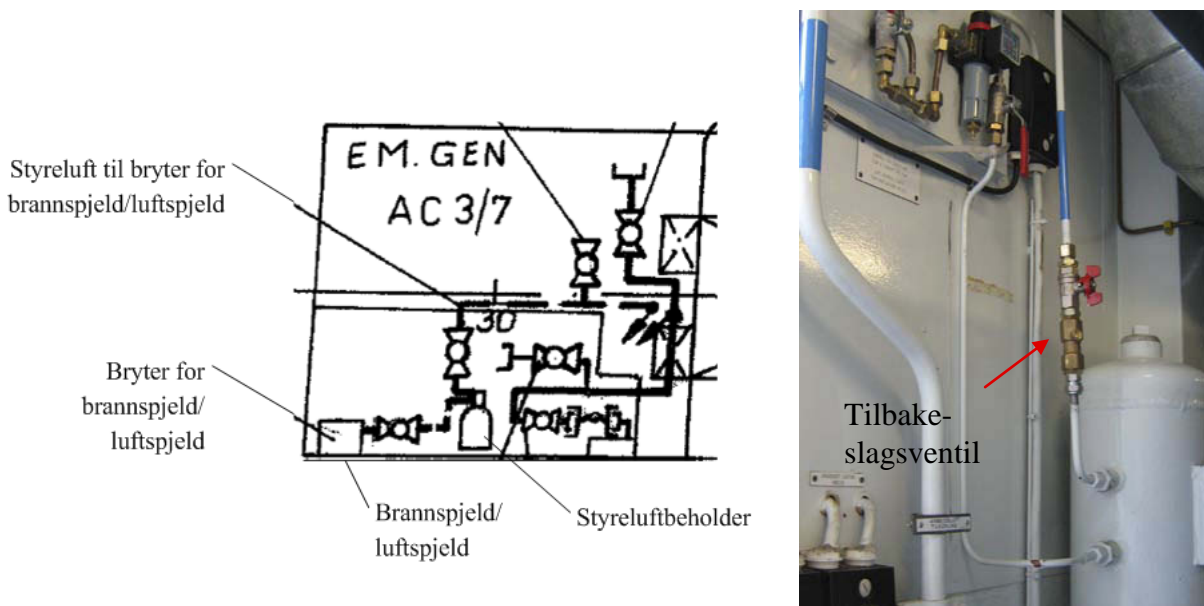 Styreluft til bryter for
brannspjeld/luftspjeld
EM. GEN
AC 3/7
30
Bryter for
brannspjeld/
luftspjeld
Brannspjeld/
luftspjeld
Styreluftbeholder
Tilbake-
slagsventil